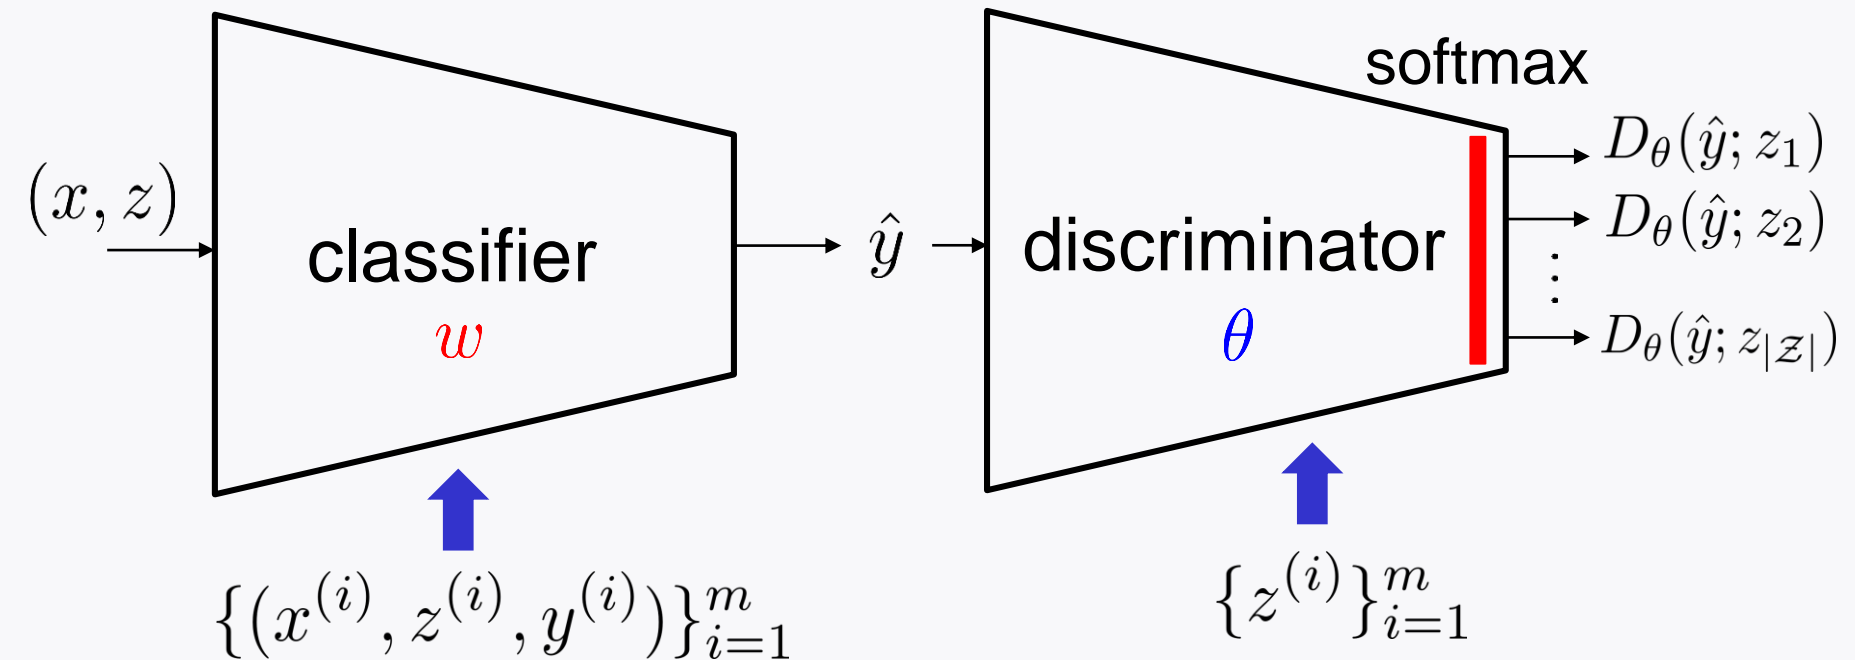 softmax
(x, z)
classifier
w
ŷ
discriminator
θ
D_θ(ŷ; z_1)
D_θ(ŷ; z_2)
⋮
D_θ(ŷ; z_{|𝒵|})
{(x^{(i)}, z^{(i)}, y^{(i)})}_{i=1}^{m}
{z^{(i)}}_{i=1}^{m}